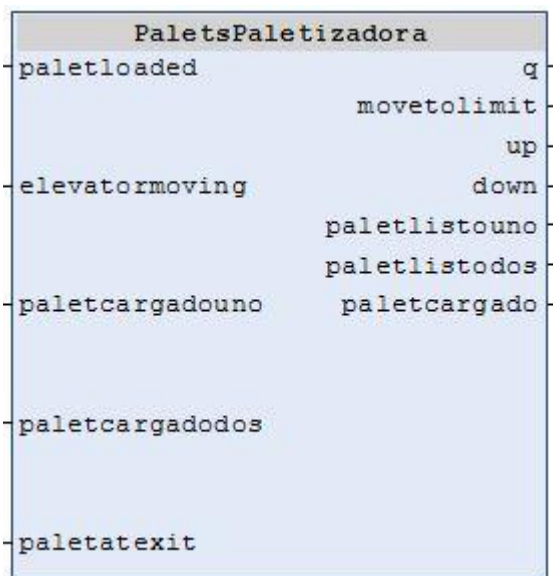 PaletsPaletizadora
paletloaded q
movetolimit
up
elevatormoving down
paletlistouno
paletlistodos
paletcargadouno paletcargado
paletcargadodos
paletatexit